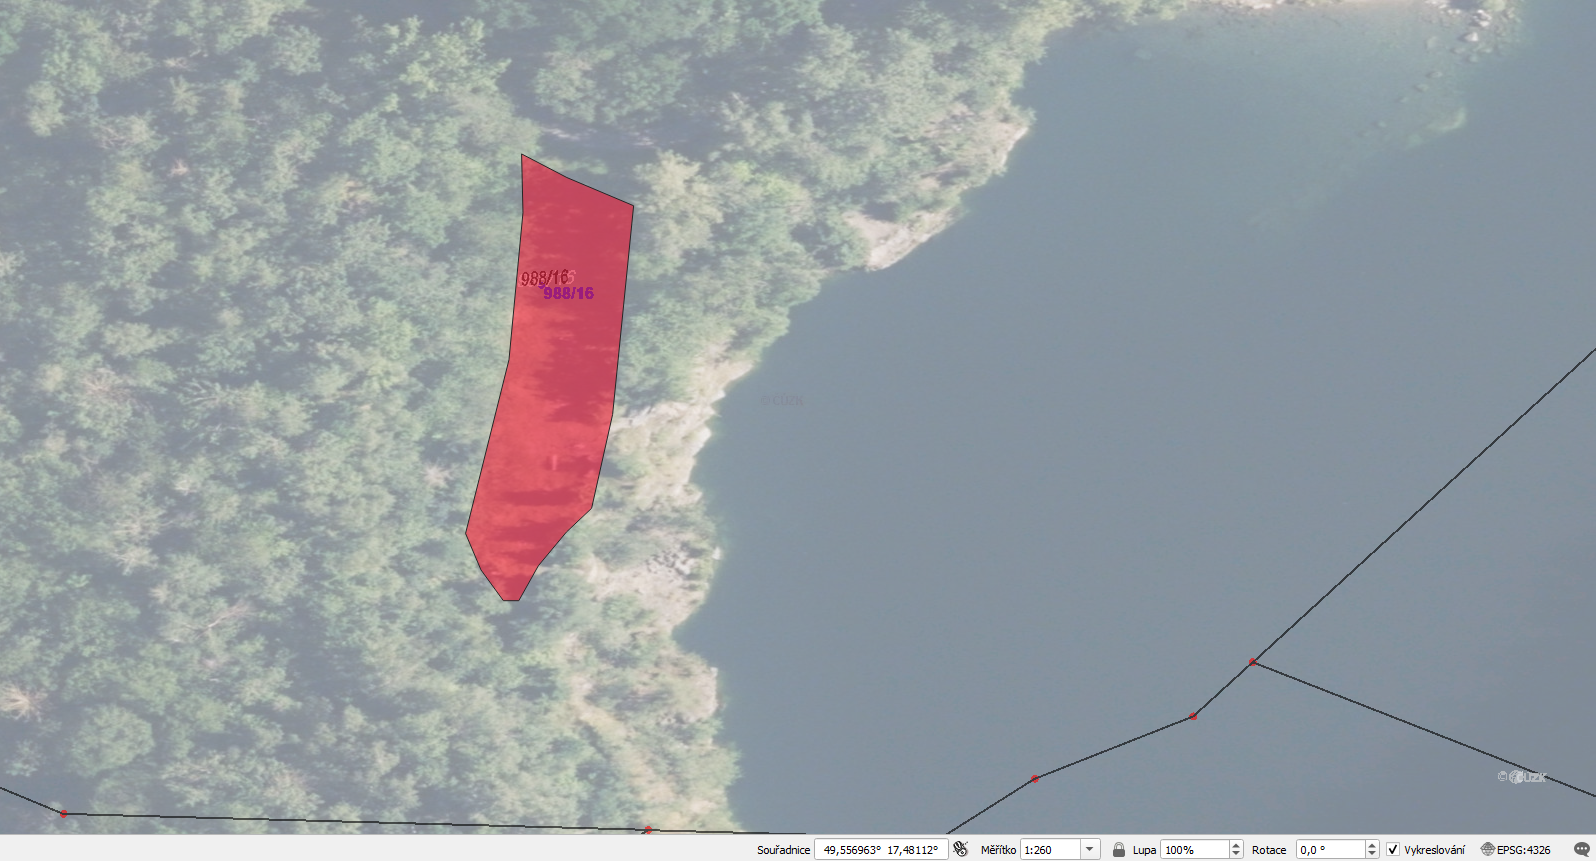 988/16
988/16
©ČÚZK
©ČÚZK
Souřadnice 49,556963° 17,48112° Měřítko 1:260 Lupa 100% Rotace 0,0 ° Vykreslování EPSG:4326